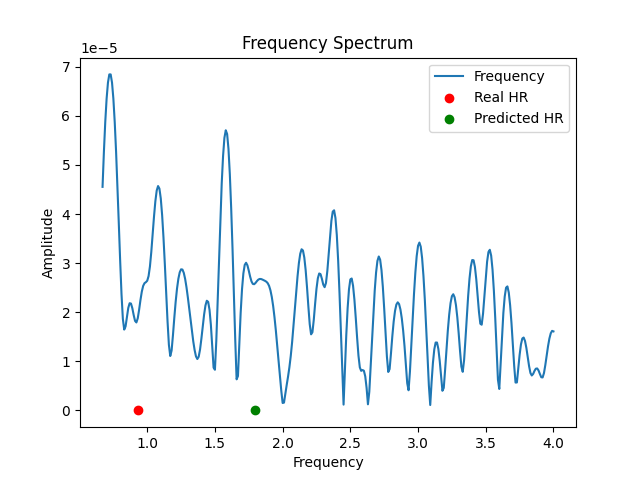 Frequency Spectrum
1e−5
7
6
5
4
3
2
1
0
Amplitude
Frequency
Real HR
Predicted HR
1.0 1.5 2.0 2.5 3.0 3.5 4.0
Frequency